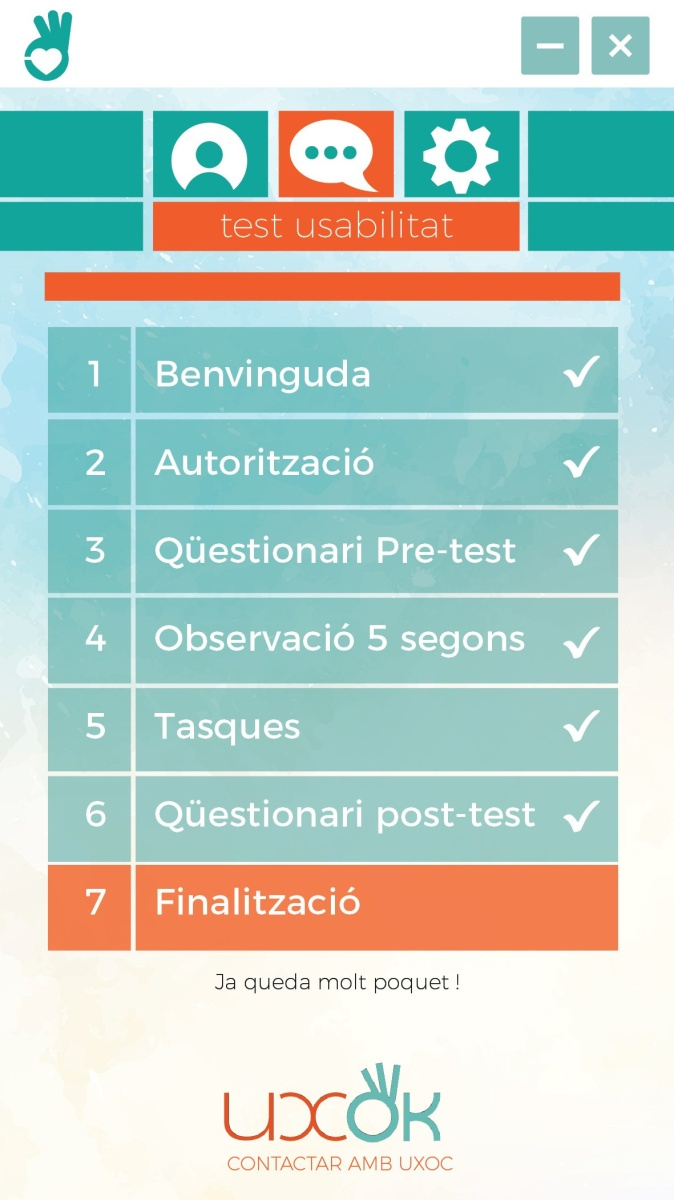 test usabilitat
1 Benvinguda
2 Autorització
3 Qüestionari Pre-test
4 Observació 5 segons
5 Tasques
6 Qüestionari post-test
7 Finalització
Ja queda molt poquet !
UXOK
CONTACTAR AMB UXOC